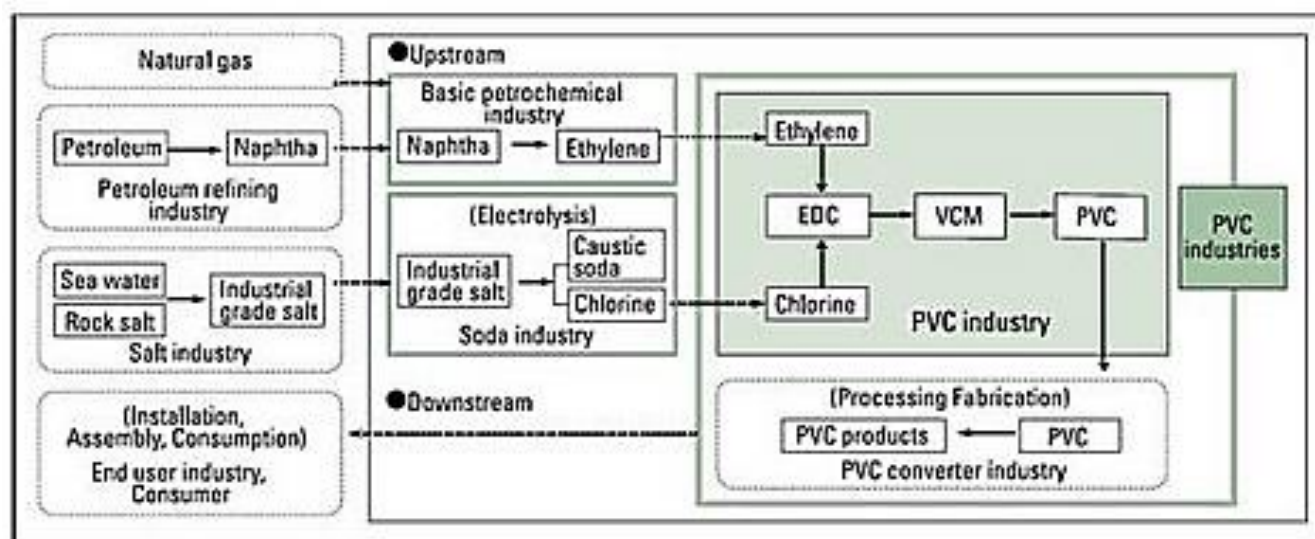 Natural gas
Petroleum
Naphtha
Petroleum refining
industry
Sea water
Rock salt
Industrial
grade salt
Salt industry
(Installation,
Assembly, Consumption)
End user industry,
Consumer
●Upstream
Basic petrochemical
industry
Naphtha
Ethylene
(Electrolysis)
Industrial
grade salt
Caustic
soda
Chlorine
Soda industry
●Downstream
Ethylene
EDC
VCM
PVC
Chlorine
PVC industry
(Processing Fabrication)
PVC products
PVC
PVC converter industry
PVC
industries